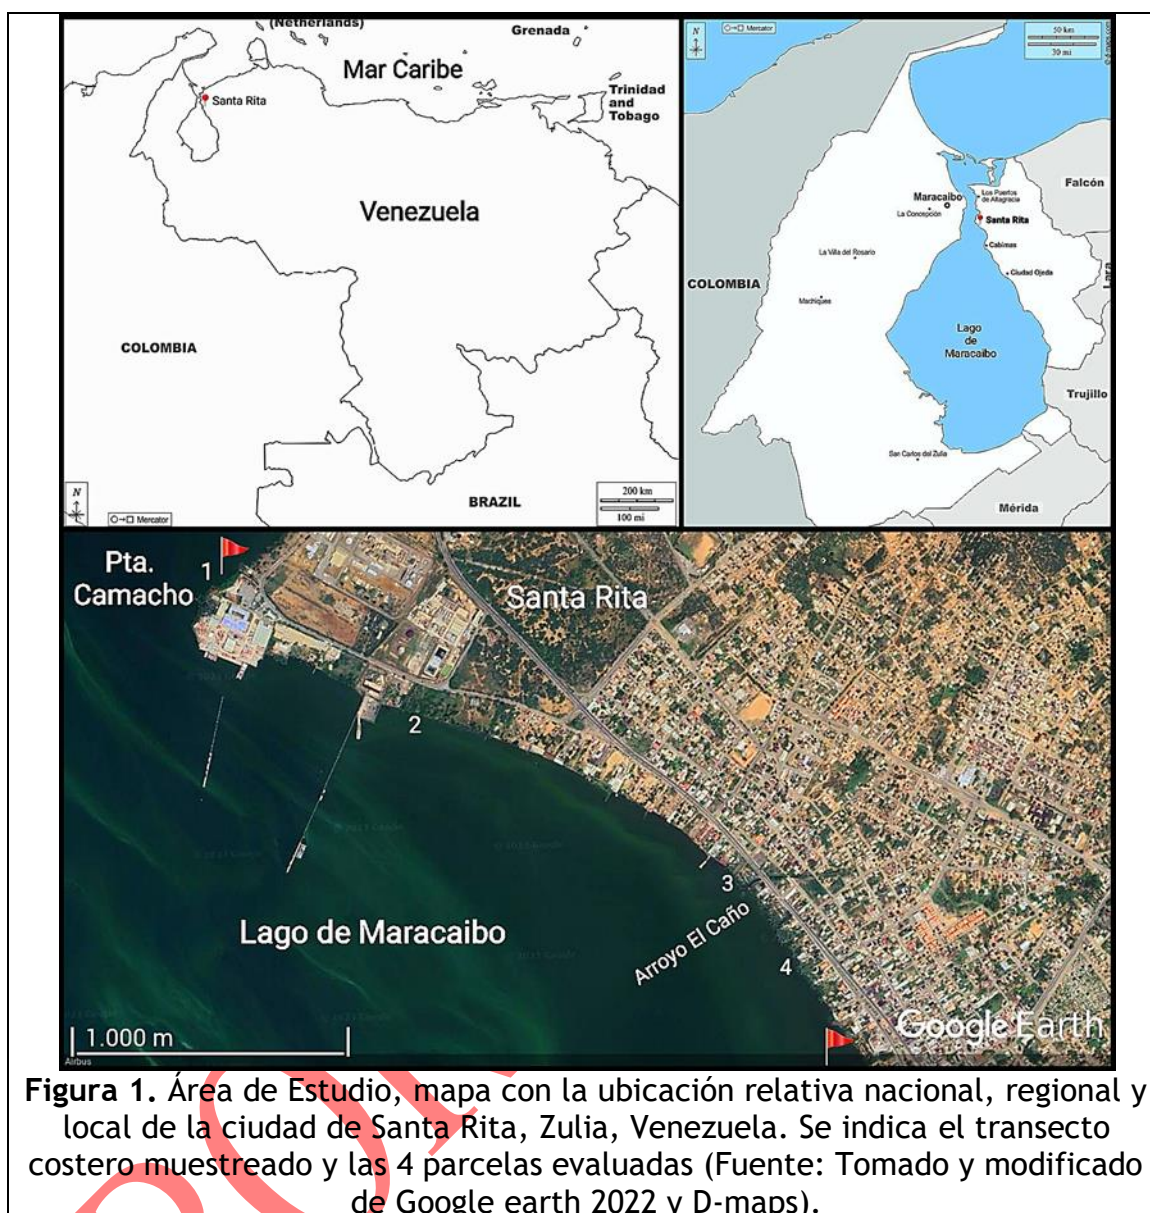 (Netherlands)
Grenada
Mar Caribe
Trinidad
and
Tobago
Santa Rita
Venezuela
COLOMBIA
BRAZIL
N
Mercator
200 km
100 mi
N
Mercator
50 km
30 mi
Falcón
Maracaibo
Los Puertos
de Altagracia
La Concepción
Santa Rita
Cabimas
La Villa del Rosario
Ciudad Ojeda
Lara
COLOMBIA
Machiques
Lago
de
Maracaibo
Trujillo
San Carlos del Zulia
Mérida
Pta.
Camacho
1
Santa Rita
2
3
Arroyo El Caño
4
Lago de Maracaibo
1.000 m
Google Earth
Airbus
Figura 1. Área de Estudio, mapa con la ubicación relativa nacional, regional y
local de la ciudad de Santa Rita, Zulia, Venezuela. Se indica el transecto
costero muestreado y las 4 parcelas evaluadas (Fuente: Tomado y modificado
de Google earth 2022 y D-maps).